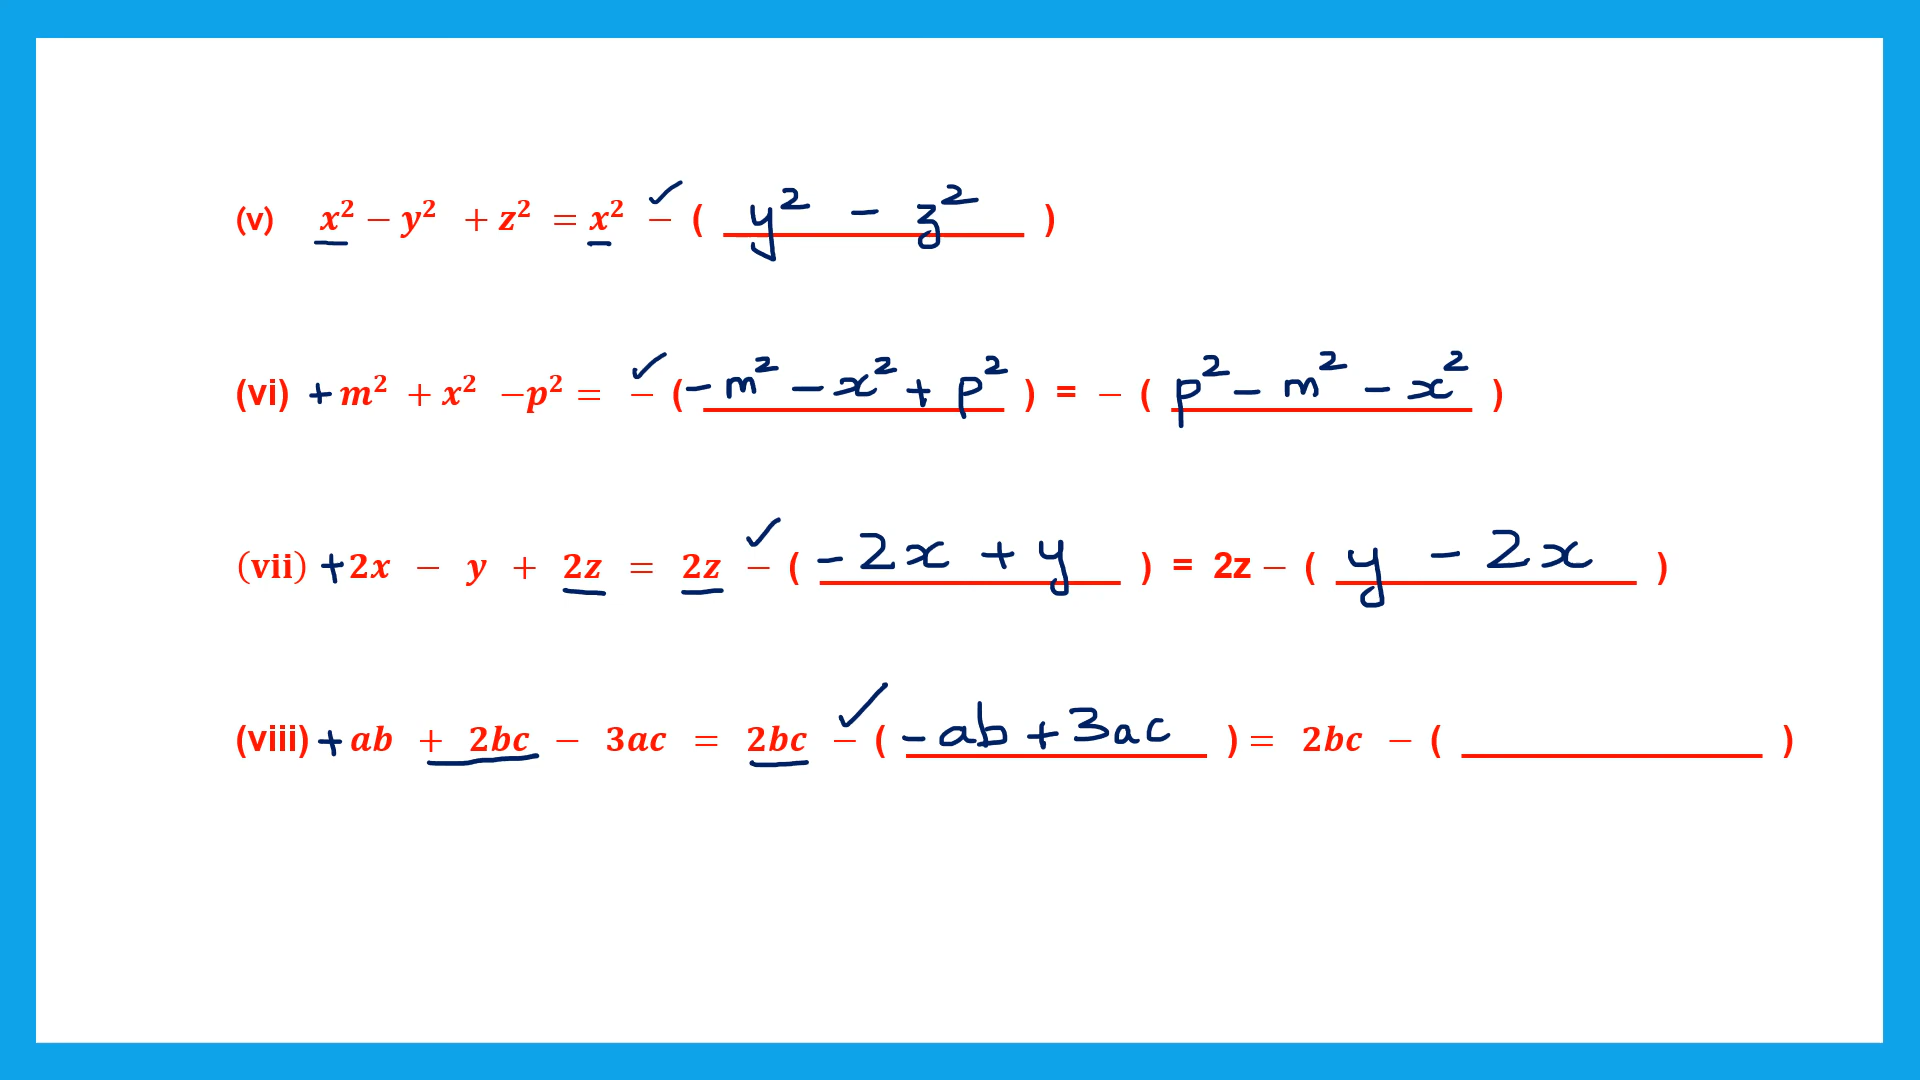 (v) x² − y² + z² = x² − ( y² − z² )
(vi) + m² + x² −p² = − ( − m² − x² + p² ) = − ( p² − m² − x² )
(vii) + 2x − y + 2z = 2z − ( − 2x + y ) = 2z − ( y − 2x )
(viii) + ab + 2bc − 3ac = 2bc − ( − ab + 3ac ) = 2bc − ( ________ )